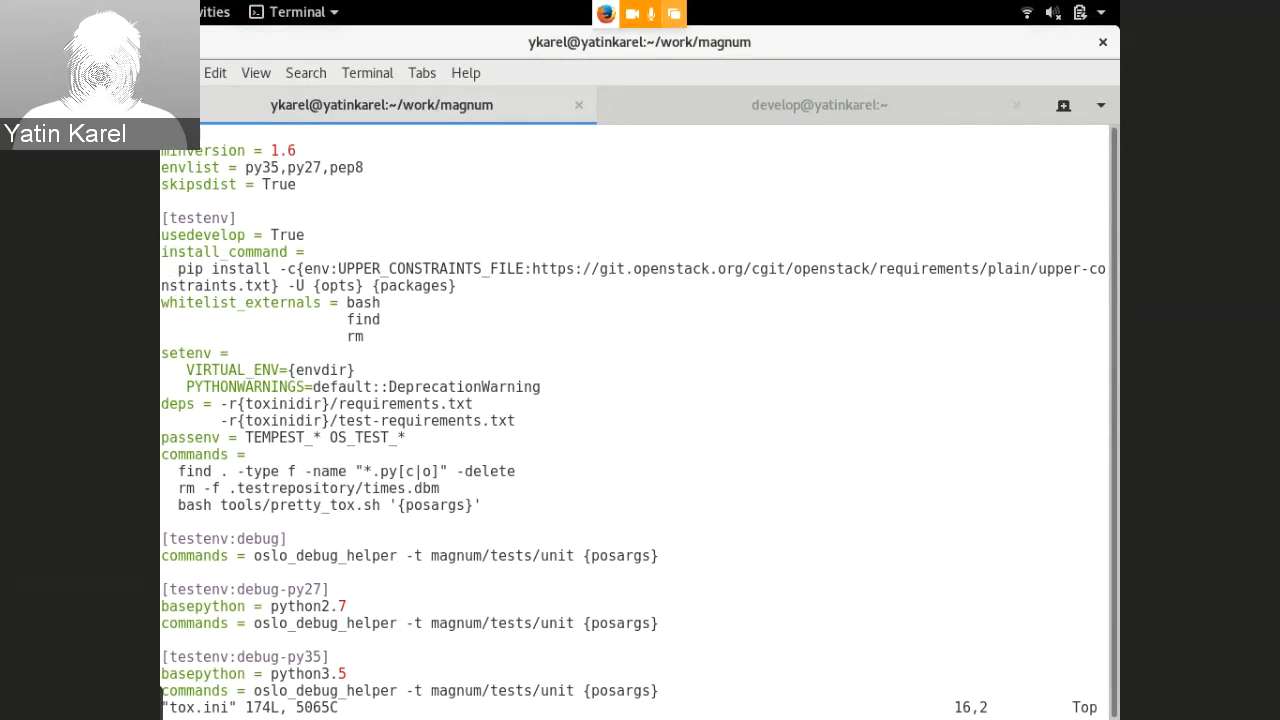 ivities Terminal
ykarel@yatinkarel:~/work/magnum
Edit View Search Terminal Tabs Help
ykarel@yatinkarel:~/work/magnum develop@yatinkarel:~
Yatin Karel
minversion = 1.6
envlist = py35,py27,pep8
skipsdist = True
[testenv]
usedevelop = True
install_command =
pip install -c{env:UPPER_CONSTRAINTS_FILE:https://git.openstack.org/cgit/openstack/requirements/plain/upper-co
nstraints.txt} -U {opts} {packages}
whitelist_externals = bash
find
rm
setenv =
VIRTUAL_ENV={envdir}
PYTHONWARNINGS=default::DeprecationWarning
deps = -r{toxinidir}/requirements.txt
-r{toxinidir}/test-requirements.txt
passenv = TEMPEST_* OS_TEST_*
commands =
find . -type f -name "*.py[c|o]" -delete
rm -f .testrepository/times.dbm
bash tools/pretty_tox.sh '{posargs}'
[testenv:debug]
commands = oslo_debug_helper -t magnum/tests/unit {posargs}
[testenv:debug-py27]
basepython = python2.7
commands = oslo_debug_helper -t magnum/tests/unit {posargs}
[testenv:debug-py35]
basepython = python3.5
commands = oslo_debug_helper -t magnum/tests/unit {posargs}
"tox.ini" 174L, 5065C 16,2 Top